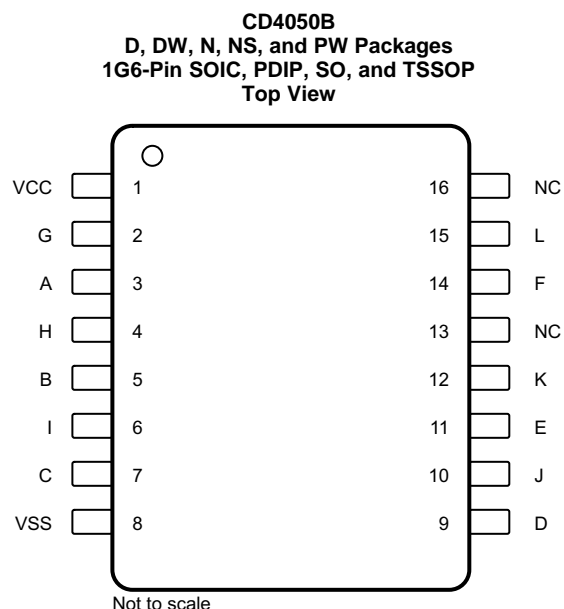 CD4050B
D, DW, N, NS, and PW Packages
1G6-Pin SOIC, PDIP, SO, and TSSOP
Top View
VCC 1 16 NC
G 2 15 L
A 3 14 F
H 4 13 NC
B 5 12 K
I 6 11 E
C 7 10 J
VSS 8 9 D
Not to scale